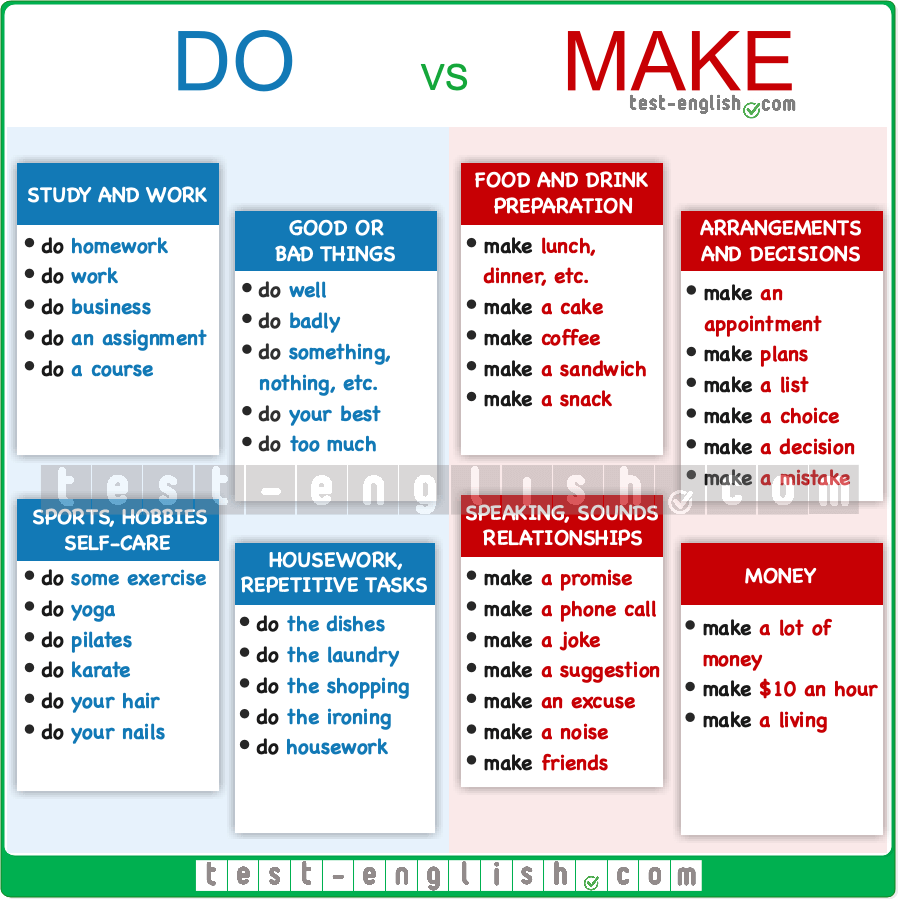 DO vs MAKE
test-english.com
STUDY AND WORK
• do homework
• do work
• do business
• do an assignment
• do a course
GOOD OR
BAD THINGS
• do well
• do badly
• do something,
nothing, etc.
• do your best
• do too much
FOOD AND DRINK
PREPARATION
• make lunch,
dinner, etc.
• make a cake
• make coffee
• make a sandwich
• make a snack
ARRANGEMENTS
AND DECISIONS
• make an
appointment
• make plans
• make a list
• make a choice
• make a decision
• make a mistake
test-english.com
SPORTS, HOBBIES
SELF-CARE
• do some exercise
• do yoga
• do pilates
• do karate
• do your hair
• do your nails
HOUSEWORK,
REPETITIVE TASKS
• do the dishes
• do the laundry
• do the shopping
• do the ironing
• do housework
SPEAKING, SOUNDS
RELATIONSHIPS
• make a promise
• make a phone call
• make a joke
• make a suggestion
• make an excuse
• make a noise
• make friends
MONEY
• make a lot of
money
• make $10 an hour
• make a living
test-english.com